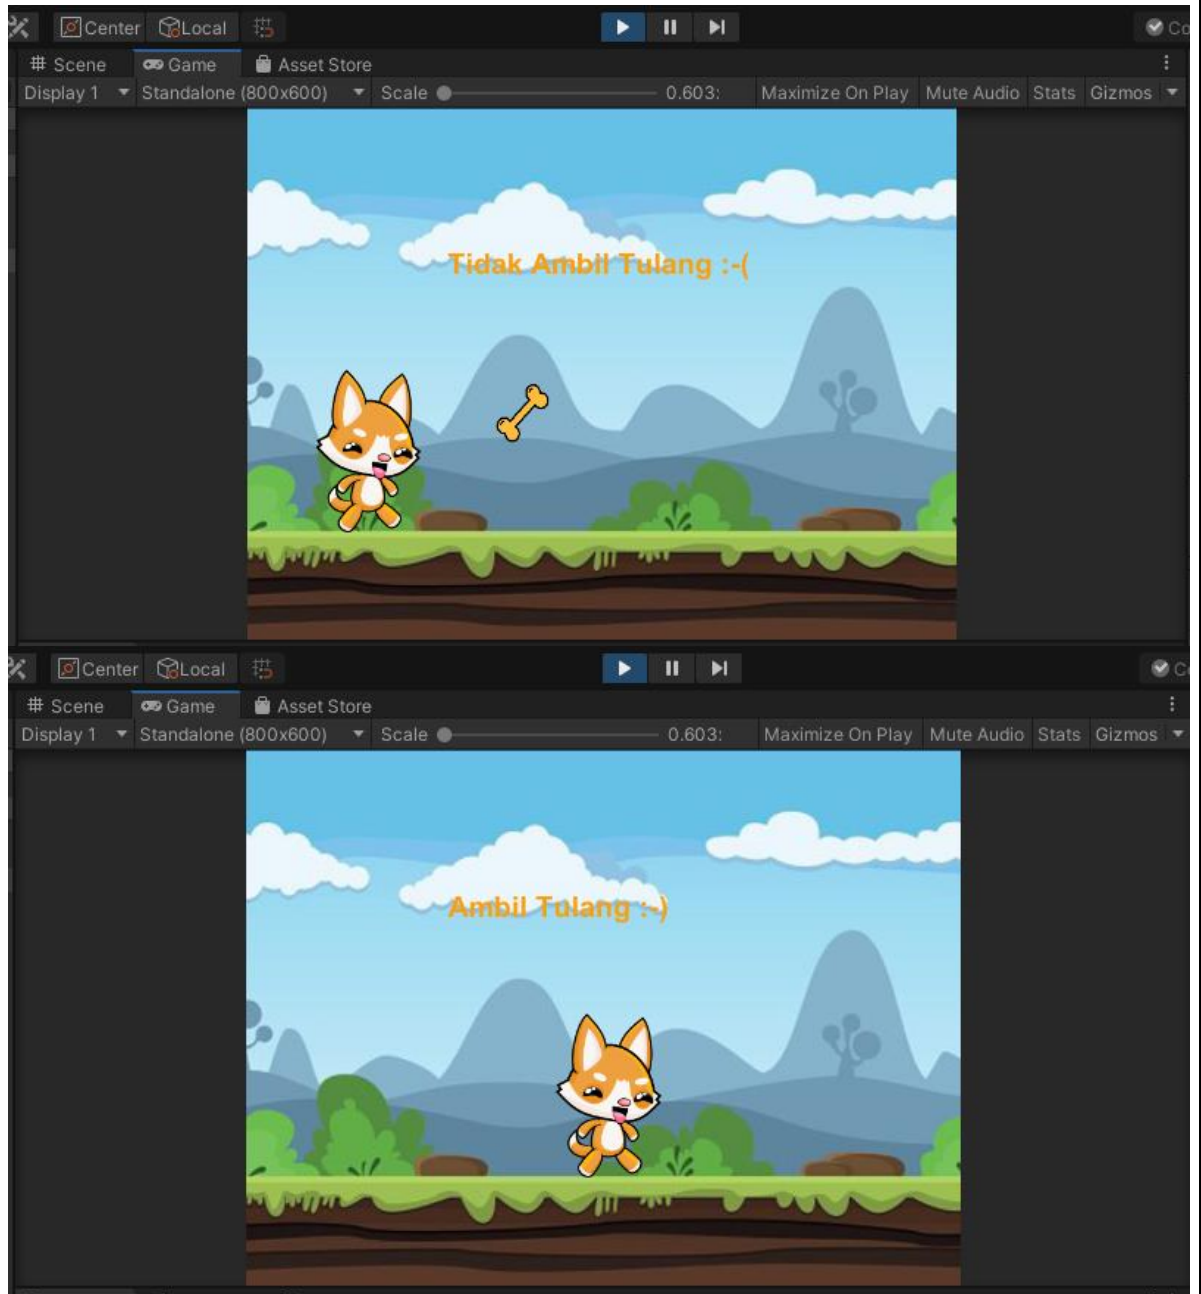 Center Local Co
Scene Game Asset Store
Display 1 Standalone (800x600) Scale 0.603: Maximize On Play Mute Audio Stats Gizmos
Tidak Ambil Tulang :-(
Center Local C
Scene Game Asset Store
Display 1 Standalone (800x600) Scale 0.603: Maximize On Play Mute Audio Stats Gizmos
Ambil Tulang :-)